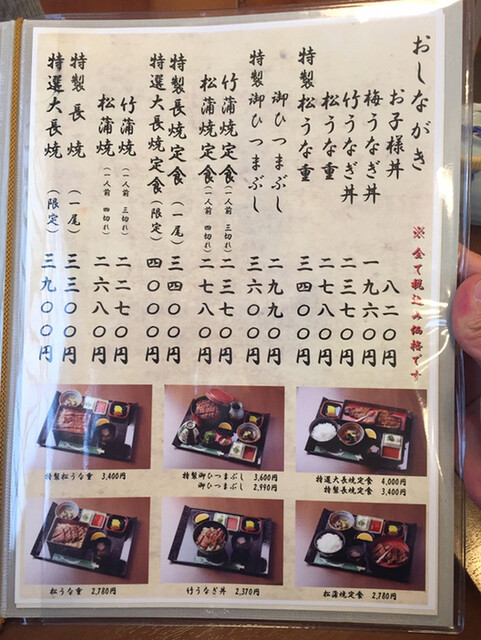 おしながき
※全て税込み価格です
お子様丼 八二〇円
梅うなぎ丼 一九六〇円
竹うなぎ丼 二三七〇円
松うな重 二七八〇円
特製松うな重 三四〇〇円
御ひつまぶし 二九九〇円
特製御ひつまぶし 三六〇〇円
竹蒲焼定食(一人前 三切れ) 二三七〇円
松蒲焼定食(一人前 四切れ) 二七八〇円
特製長焼定食(一尾) 三四〇〇円
特選大長焼定食(限定) 四〇〇〇円
竹蒲焼(一人前 三切れ) 二二七〇円
松蒲焼(一人前 四切れ) 二六八〇円
特製長焼(一尾) 三三〇〇円
特選大長焼(限定) 三九〇〇円
特製松うな重 3,400円
特製御ひつまぶし 3,600円
御ひつまぶし 2,990円
特選大長焼定食 4,000円
特製長焼定食 3,400円
松うな重 2,780円
竹うなぎ丼 2,370円
松蒲焼定食 2,780円